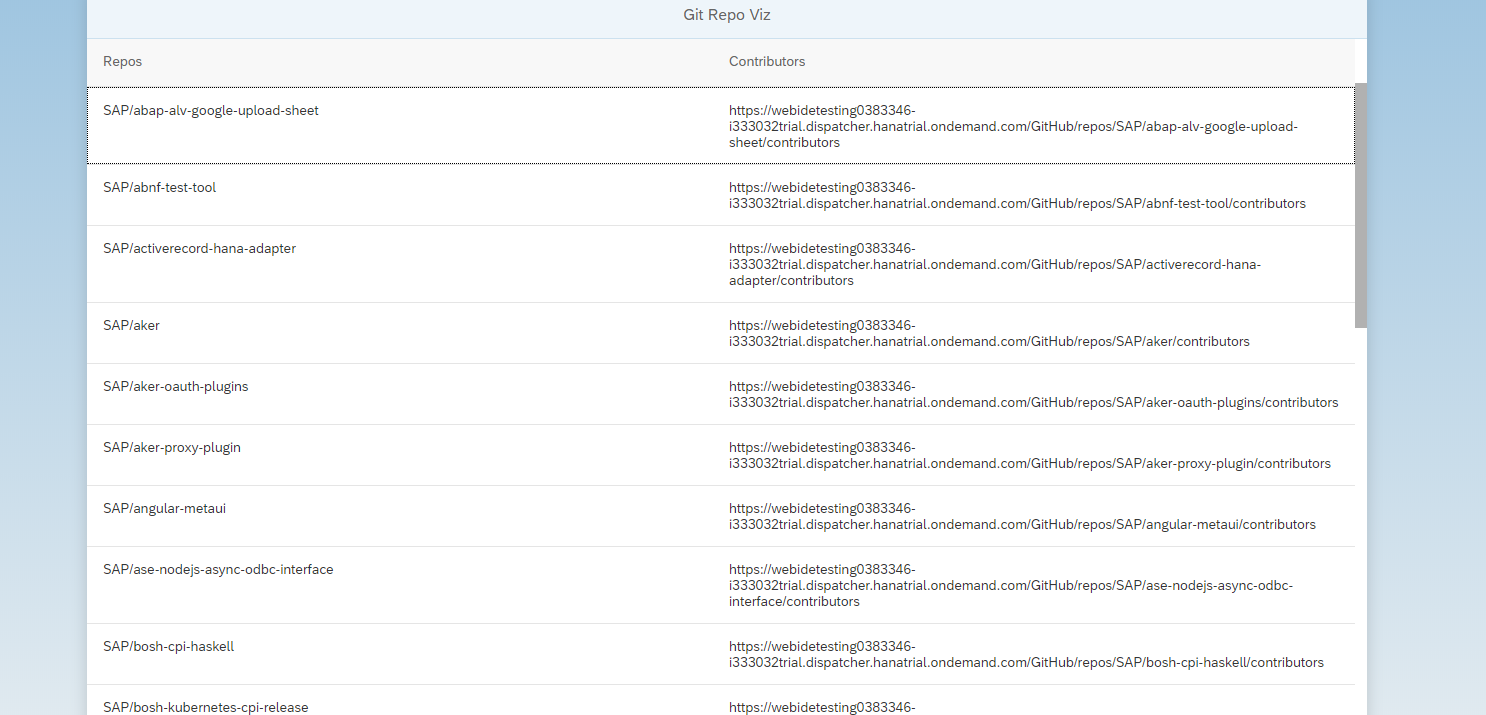 Git Repo Viz
Repos
Contributors
SAP/abap-alv-google-upload-sheet
https://webidetesting0383346-
i333032trial.dispatcher.hanatrial.ondemand.com/GitHub/repos/SAP/abap-alv-google-upload-
sheet/contributors
SAP/abnf-test-tool
https://webidetesting0383346-
i333032trial.dispatcher.hanatrial.ondemand.com/GitHub/repos/SAP/abnf-test-tool/contributors
SAP/activerecord-hana-adapter
https://webidetesting0383346-
i333032trial.dispatcher.hanatrial.ondemand.com/GitHub/repos/SAP/activerecord-hana-
adapter/contributors
SAP/aker
https://webidetesting0383346-
i333032trial.dispatcher.hanatrial.ondemand.com/GitHub/repos/SAP/aker/contributors
SAP/aker-oauth-plugins
https://webidetesting0383346-
i333032trial.dispatcher.hanatrial.ondemand.com/GitHub/repos/SAP/aker-oauth-plugins/contributors
SAP/aker-proxy-plugin
https://webidetesting0383346-
i333032trial.dispatcher.hanatrial.ondemand.com/GitHub/repos/SAP/aker-proxy-plugin/contributors
SAP/angular-metaui
https://webidetesting0383346-
i333032trial.dispatcher.hanatrial.ondemand.com/GitHub/repos/SAP/angular-metaui/contributors
SAP/ase-nodejs-async-odbc-interface
https://webidetesting0383346-
i333032trial.dispatcher.hanatrial.ondemand.com/GitHub/repos/SAP/ase-nodejs-async-odbc-
interface/contributors
SAP/bosh-cpi-haskell
https://webidetesting0383346-
i333032trial.dispatcher.hanatrial.ondemand.com/GitHub/repos/SAP/bosh-cpi-haskell/contributors
SAP/bosh-kubernetes-cpi-release
https://webidetesting0383346-